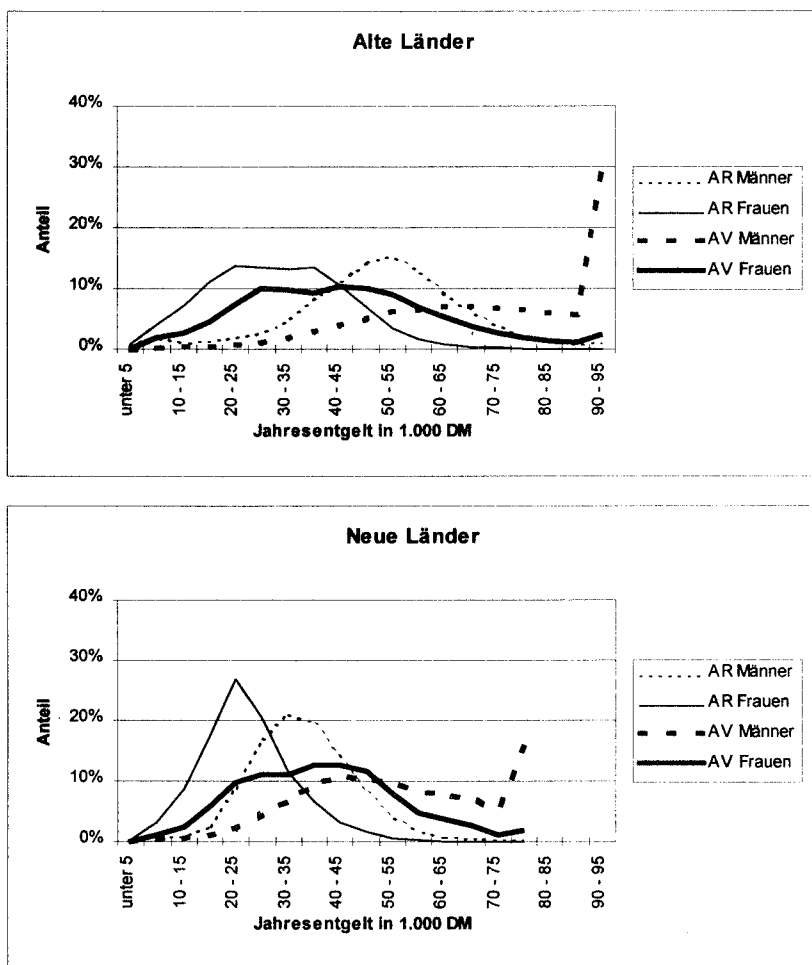 Alte Länder
40%
30%
20%
10%
0%
Anteil
unter 5
10 - 15
20 - 25
30 - 35
40 - 45
50 - 55
60 - 65
70 - 75
80 - 85
90 - 95
Jahresentgelt in 1.000 DM
AR Männer
AR Frauen
AV Männer
AV Frauen
Neue Länder
40%
30%
20%
10%
0%
Anteil
unter 5
10 - 15
20 - 25
30 - 35
40 - 45
50 - 55
60 - 65
70 - 75
80 - 85
90 - 95
Jahresentgelt in 1.000 DM
AR Männer
AR Frauen
AV Männer
AV Frauen